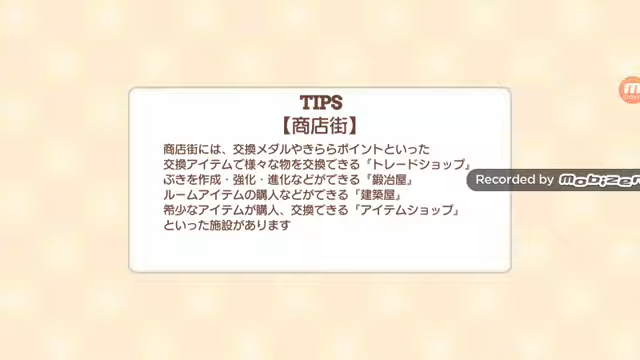 TIPS
【商店街】
商店街には、交換メダルやきららポイントといった
交換アイテムで様々な物を交換できる『トレードショップ』
ぶきを作成・強化・進化などができる『鍛冶屋』
ルームアイテムの購入などができる『建築屋』
希少なアイテムが購入、交換できる『アイテムショップ』
といった施設があります
Recorded by mobizen